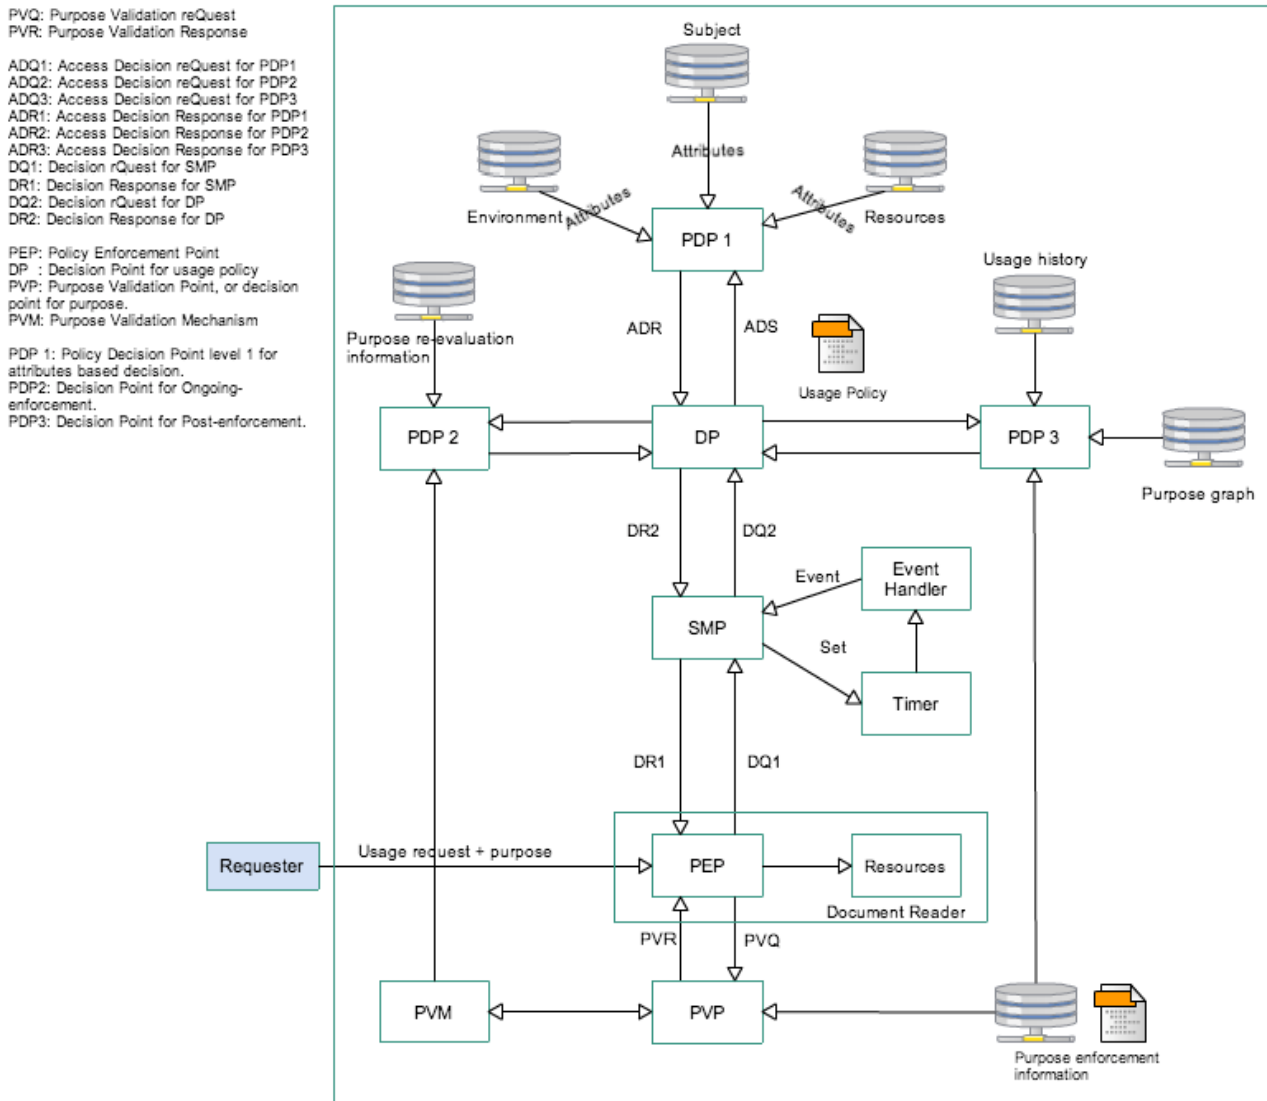 PVQ: Purpose Validation reQuest
PVR: Purpose Validation Response
ADQ1: Access Decision reQuest for PDP1
ADQ2: Access Decision reQuest for PDP2
ADQ3: Access Decision reQuest for PDP3
ADR1: Access Decision Response for PDP1
ADR2: Access Decision Response for PDP2
ADR3: Access Decision Response for PDP3
DQ1: Decision rQuest for SMP
DR1: Decision Response for SMP
DQ2: Decision rQuest for DP
DR2: Decision Response for DP
PEP: Policy Enforcement Point
DP : Decision Point for usage policy
PVP: Purpose Validation Point, or decision
point for purpose.
PVM: Purpose Validation Mechanism
PDP 1: Policy Decision Point level 1 for
attributes based decision.
PDP2: Decision Point for Ongoing-
enforcement.
PDP3: Decision Point for Post-enforcement.
Subject
Attributes
Environment
Attributes
Attributes
Resources
PDP 1
Usage history
Purpose re-evaluation
information
ADR
ADS
Usage Policy
PDP 2
DP
PDP 3
Purpose graph
DR2
DQ2
Event
Event
Handler
SMP
Set
Timer
DR1
DQ1
Requester
Usage request + purpose
PEP
Resources
Document Reader
PVR
PVQ
PVM
PVP
Purpose enforcement
information